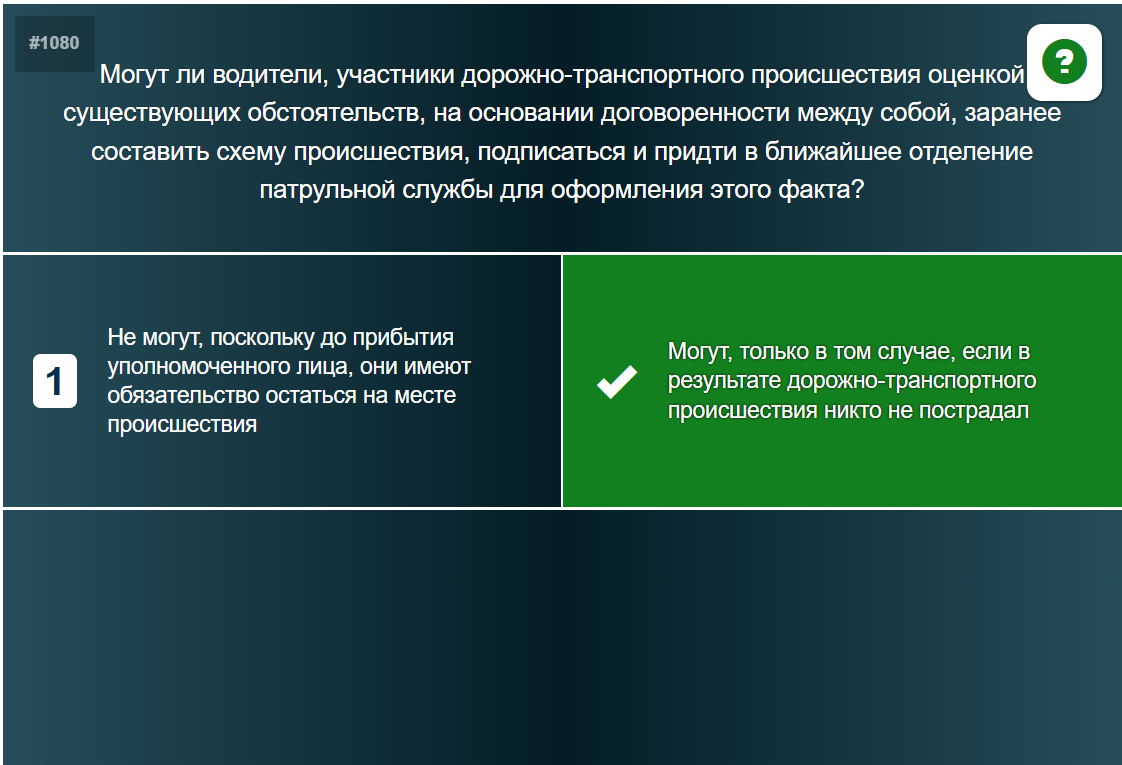 #1080
?
Могут ли водители, участники дорожно-транспортного происшествия оценкой
существующих обстоятельств, на основании договоренности между собой, заранее
составить схему происшествия, подписаться и придти в ближайшее отделение
патрульной службы для оформления этого факта?
1
Не могут, поскольку до прибытия
уполномоченного лица, они имеют
обязательство остаться на месте
происшествия
Могут, только в том случае, если в
результате дорожно-транспортного
происшествия никто не пострадал